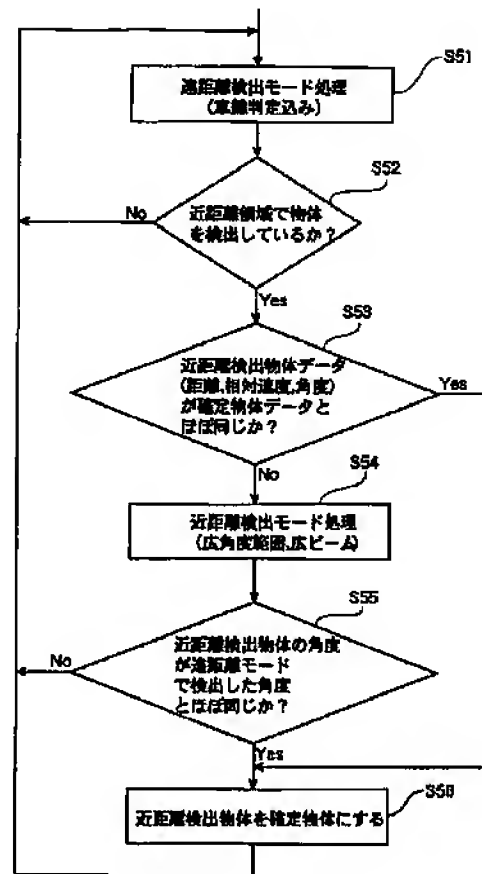 S51
遠距離検出モード処理
(車線判定込み)
S52
近距離領域で物体
を検出しているか？
No
Yes
S53
近距離検出物体データ
(距離,相対速度,角度)
が確定物体データと
ほぼ同じか？
Yes
No
S54
近距離検出モード処理
(広角度範囲,広ビーム)
S55
近距離検出物体の角度
が遠距離モード
で検出した角度
とほぼ同じか？
No
Yes
S56
近距離検出物体を確定物体にする